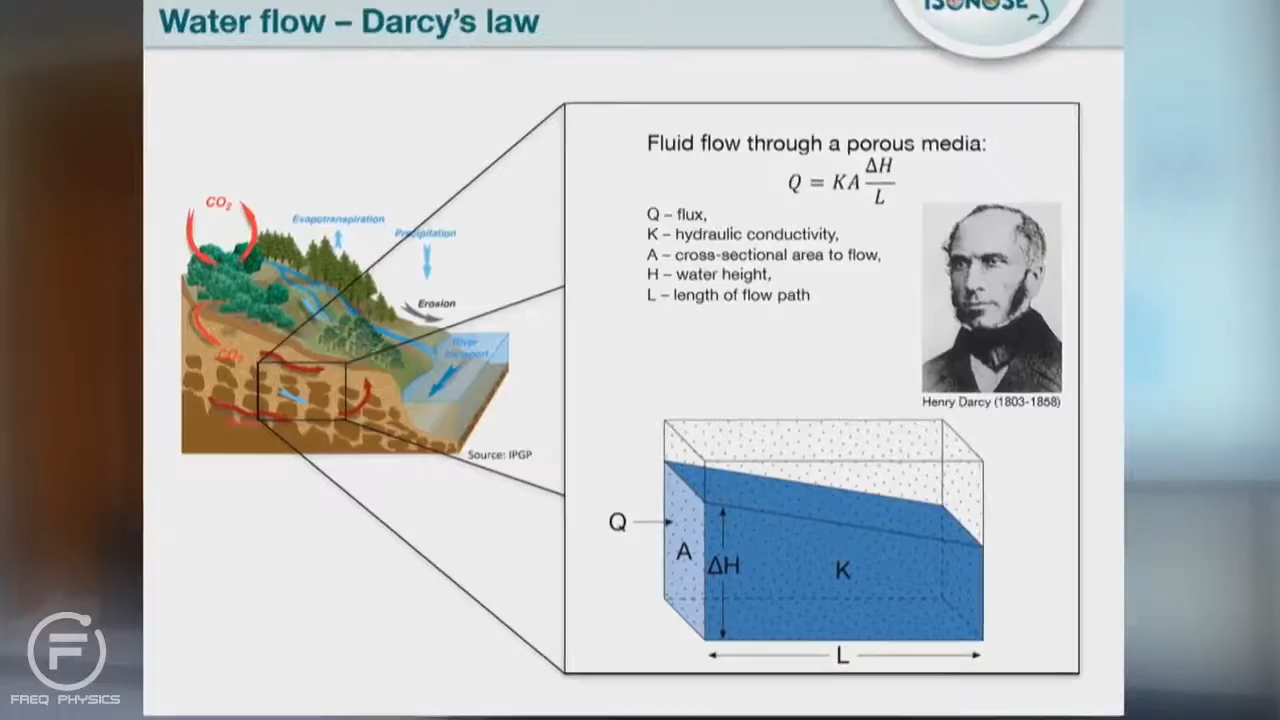 ISONOSE
Water flow – Darcy's law
Fluid flow through a porous media:
Q = KA ΔH/L
Q – flux,
K – hydraulic conductivity,
A – cross-sectional area to flow,
H – water height,
L – length of flow path
Henry Darcy (1803-1858)
CO2
Evapotranspiration
Precipitation
Erosion
River
transport
CO2
Source: IPGP
Q
A
ΔH
K
L
F
FREQ PHYSICS